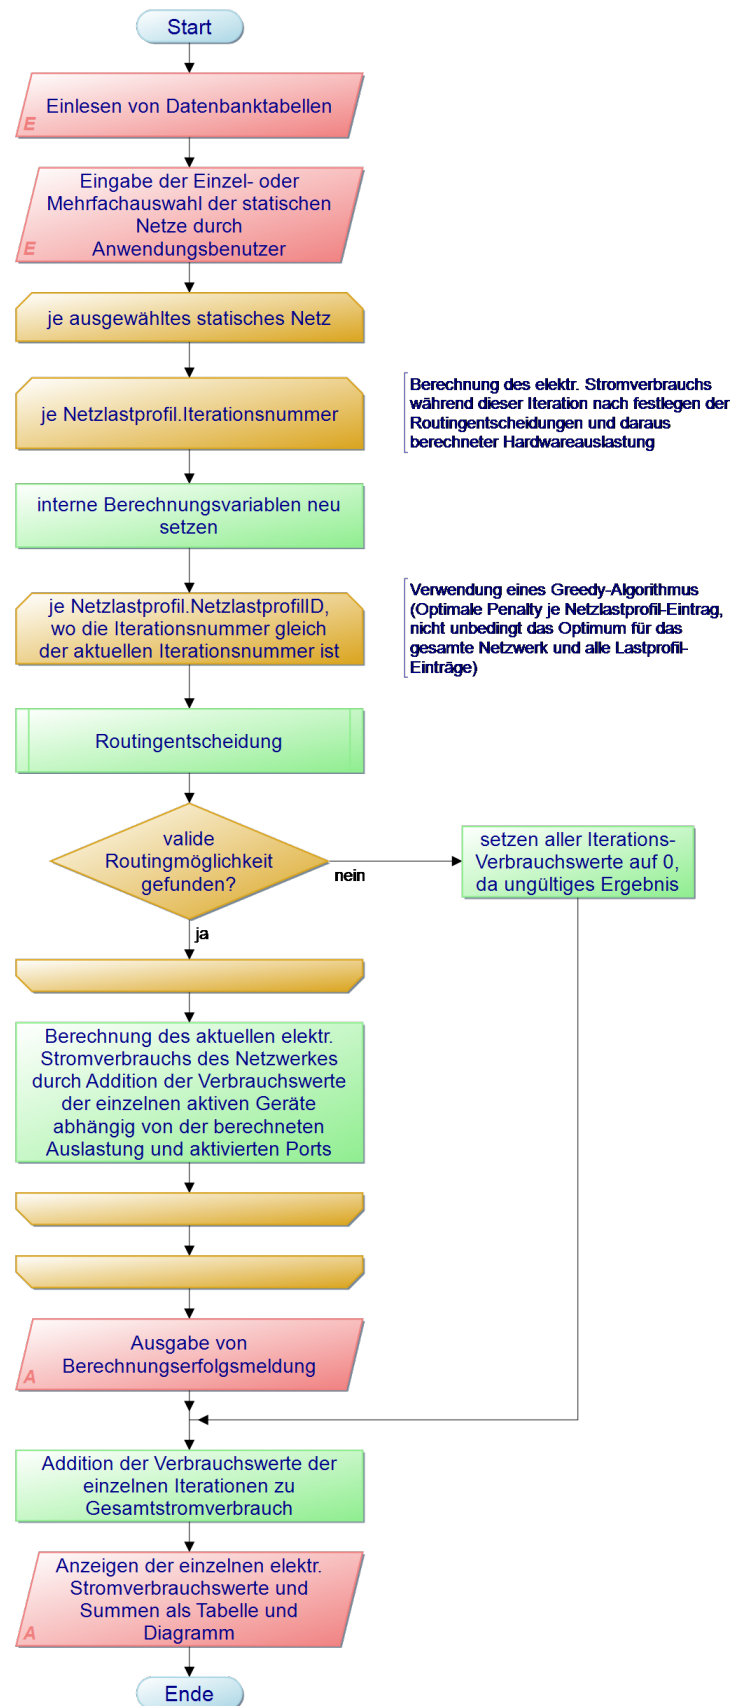 Start
Einlesen von Datenbanktabellen
E
Eingabe der Einzel- oder
Mehrfachauswahl der statischen
Netze durch
Anwendungsbenutzer
E
je ausgewähltes statisches Netz
je Netzlastprofil.Iterationsnummer
Berechnung des elektr. Stromverbrauchs
während dieser Iteration nach festlegen der
Routingentscheidungen und daraus
berechneter Hardwareauslastung
interne Berechnungsvariablen neu
setzen
je Netzlastprofil.NetzlastprofilID,
wo die Iterationsnummer gleich
der aktuellen Iterationsnummer ist
Verwendung eines Greedy-Algorithmus
(Optimale Penalty je Netzlastprofil-Eintrag,
nicht unbedingt das Optimum für das
gesamte Netzwerk und alle Lastprofil-
Einträge)
Routingentscheidung
valide
Routingmöglichkeit
gefunden?
nein
setzen aller Iterations-
Verbrauchswerte auf 0,
da ungültiges Ergebnis
ja
Berechnung des aktuellen elektr.
Stromverbrauchs des Netzwerkes
durch Addition der Verbrauchswerte
der einzelnen aktiven Geräte
abhängig von der berechneten
Auslastung und aktivierten Ports
Ausgabe von
Berechnungserfolgsmeldung
A
Addition der Verbrauchswerte der
einzelnen Iterationen zu
Gesamtstromverbrauch
Anzeigen der einzelnen elektr.
Stromverbrauchswerte und
Summen als Tabelle und
Diagramm
A
Ende